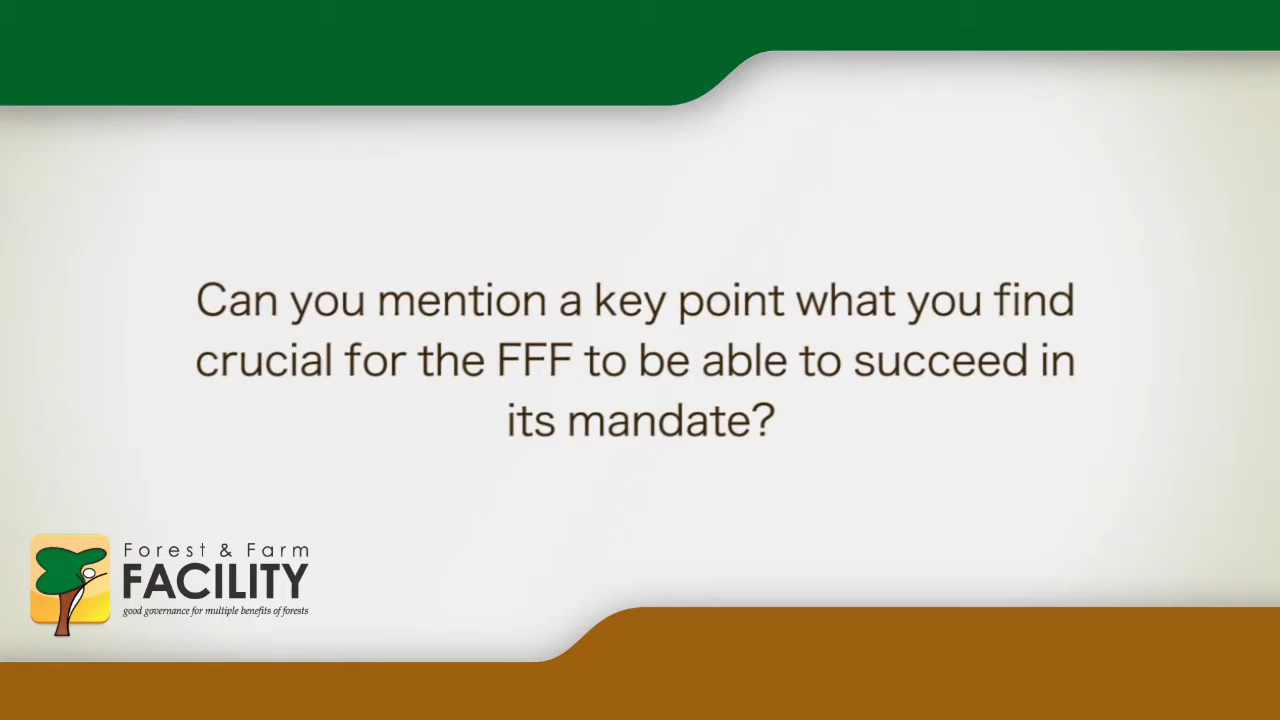 Can you mention a key point what you find
crucial for the FFF to be able to succeed in
its mandate?
Forest & Farm
FACILITY
good governance for multiple benefits of forests